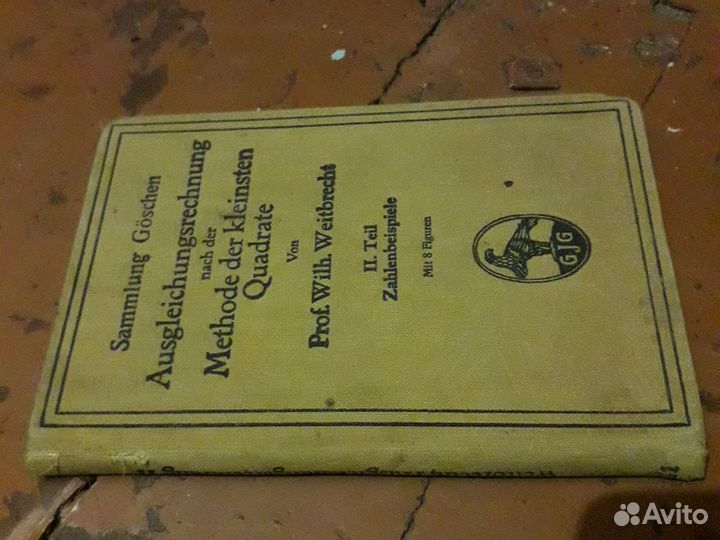 Sammlung Göschen
Ausgleichungsrechnung
nach der
Methode der kleinsten
Quadrate
Von
Prof. Wilh. Weitbrecht
II. Teil
Zahlenbeispiele
Mit 8 Figuren
GJG
Avito